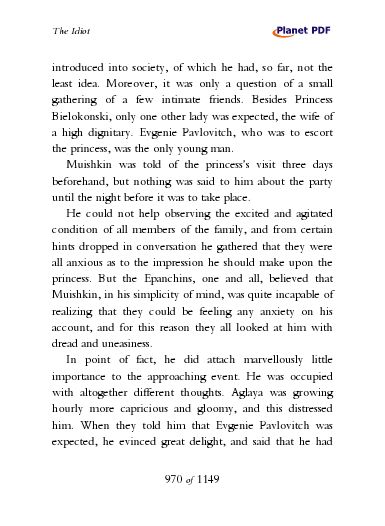 The Idiot
Planet PDF
introduced into society, of which he had, so far, not the
least idea. Moreover, it was only a question of a small
gathering of a few intimate friends. Besides Princess
Bielokonski, only one other lady was expected, the wife of
a high dignitary. Evgenie Pavlovitch, who was to escort
the princess, was the only young man.
Muishkin was told of the princess's visit three days
beforehand, but nothing was said to him about the party
until the night before it was to take place.
He could not help observing the excited and agitated
condition of all members of the family, and from certain
hints dropped in conversation he gathered that they were
all anxious as to the impression he should make upon the
princess. But the Epanchins, one and all, believed that
Muishkin, in his simplicity of mind, was quite incapable of
realizing that they could be feeling any anxiety on his
account, and for this reason they all looked at him with
dread and uneasiness.
In point of fact, he did attach marvellously little
importance to the approaching event. He was occupied
with altogether different thoughts. Aglaya was growing
hourly more capricious and gloomy, and this distressed
him. When they told him that Evgenie Pavlovitch was
expected, he evinced great delight, and said that he had
970 of 1149